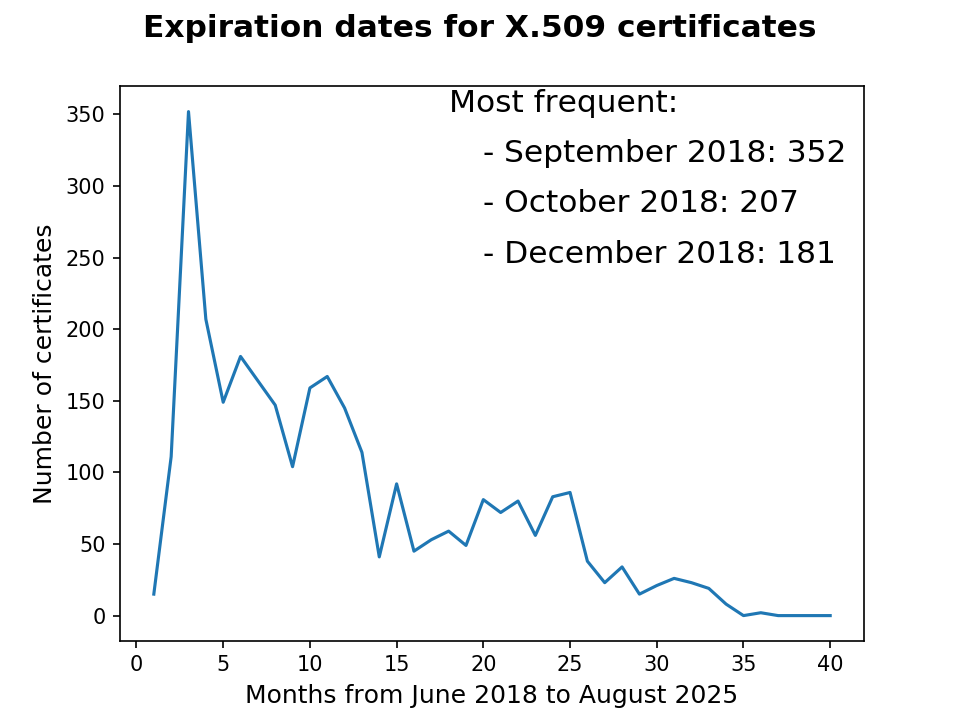 Expiration dates for X.509 certificates
Most frequent:
- September 2018: 352
- October 2018: 207
- December 2018: 181
Number of certificates
350
300
250
200
150
100
50
0
0 5 10 15 20 25 30 35 40
Months from June 2018 to August 2025